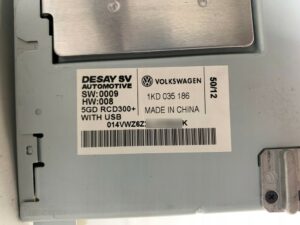 DESAY SV
AUTOMOTIVE
SW:0009
HW:008
5GD RCD300+
WITH USB
VOLKSWAGEN
1KD 035 186
MADE IN CHINA
50/12